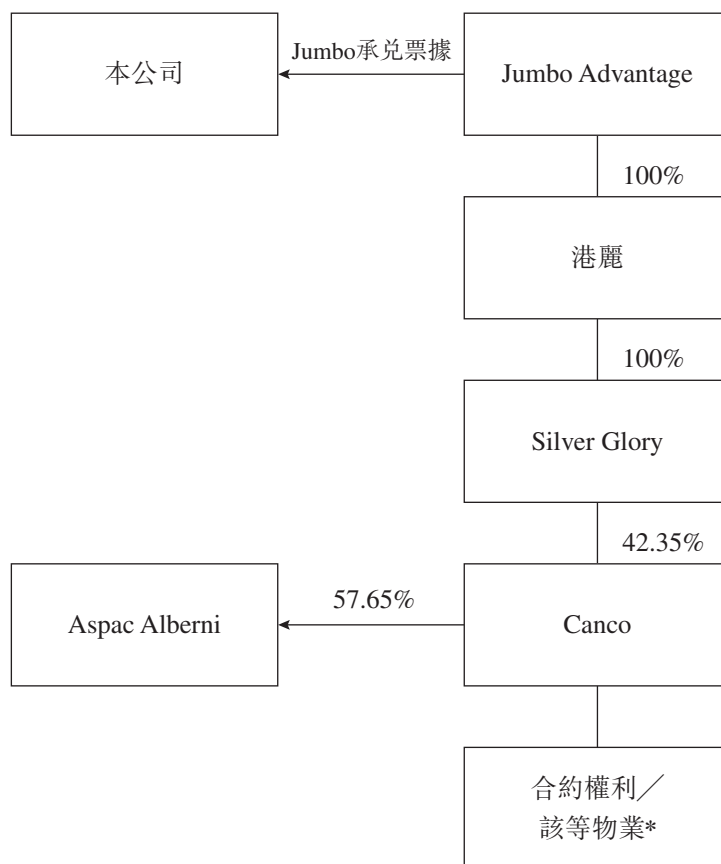 本公司
Jumbo承兑票據
Jumbo Advantage
100%
港麗
100%
Silver Glory
42.35%
Aspac Alberni
57.65%
Canco
合約權利╱
該等物業*